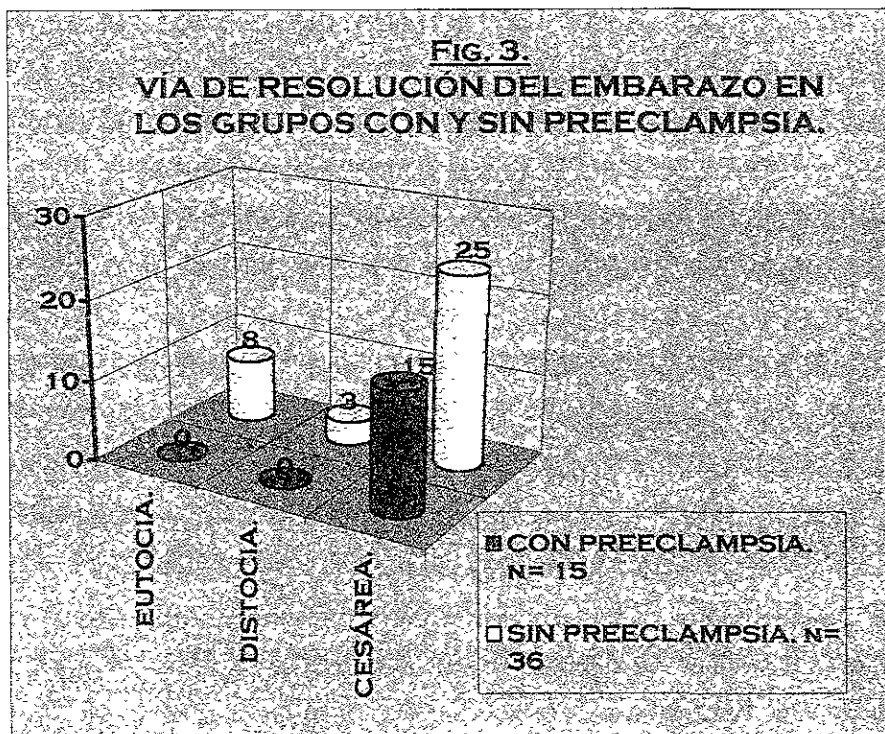 FIG. 3.
VÍA DE RESOLUCIÓN DEL EMBARAZO EN
LOS GRUPOS CON Y SIN PREECLAMPSIA.
30
20
10
0
8
3
25
0
0
15
EUTOCIA.
DISTOCIA.
CESÁREA.
CON PREECLAMPSIA.
N= 15
SIN PREECLAMPSIA. N=
36